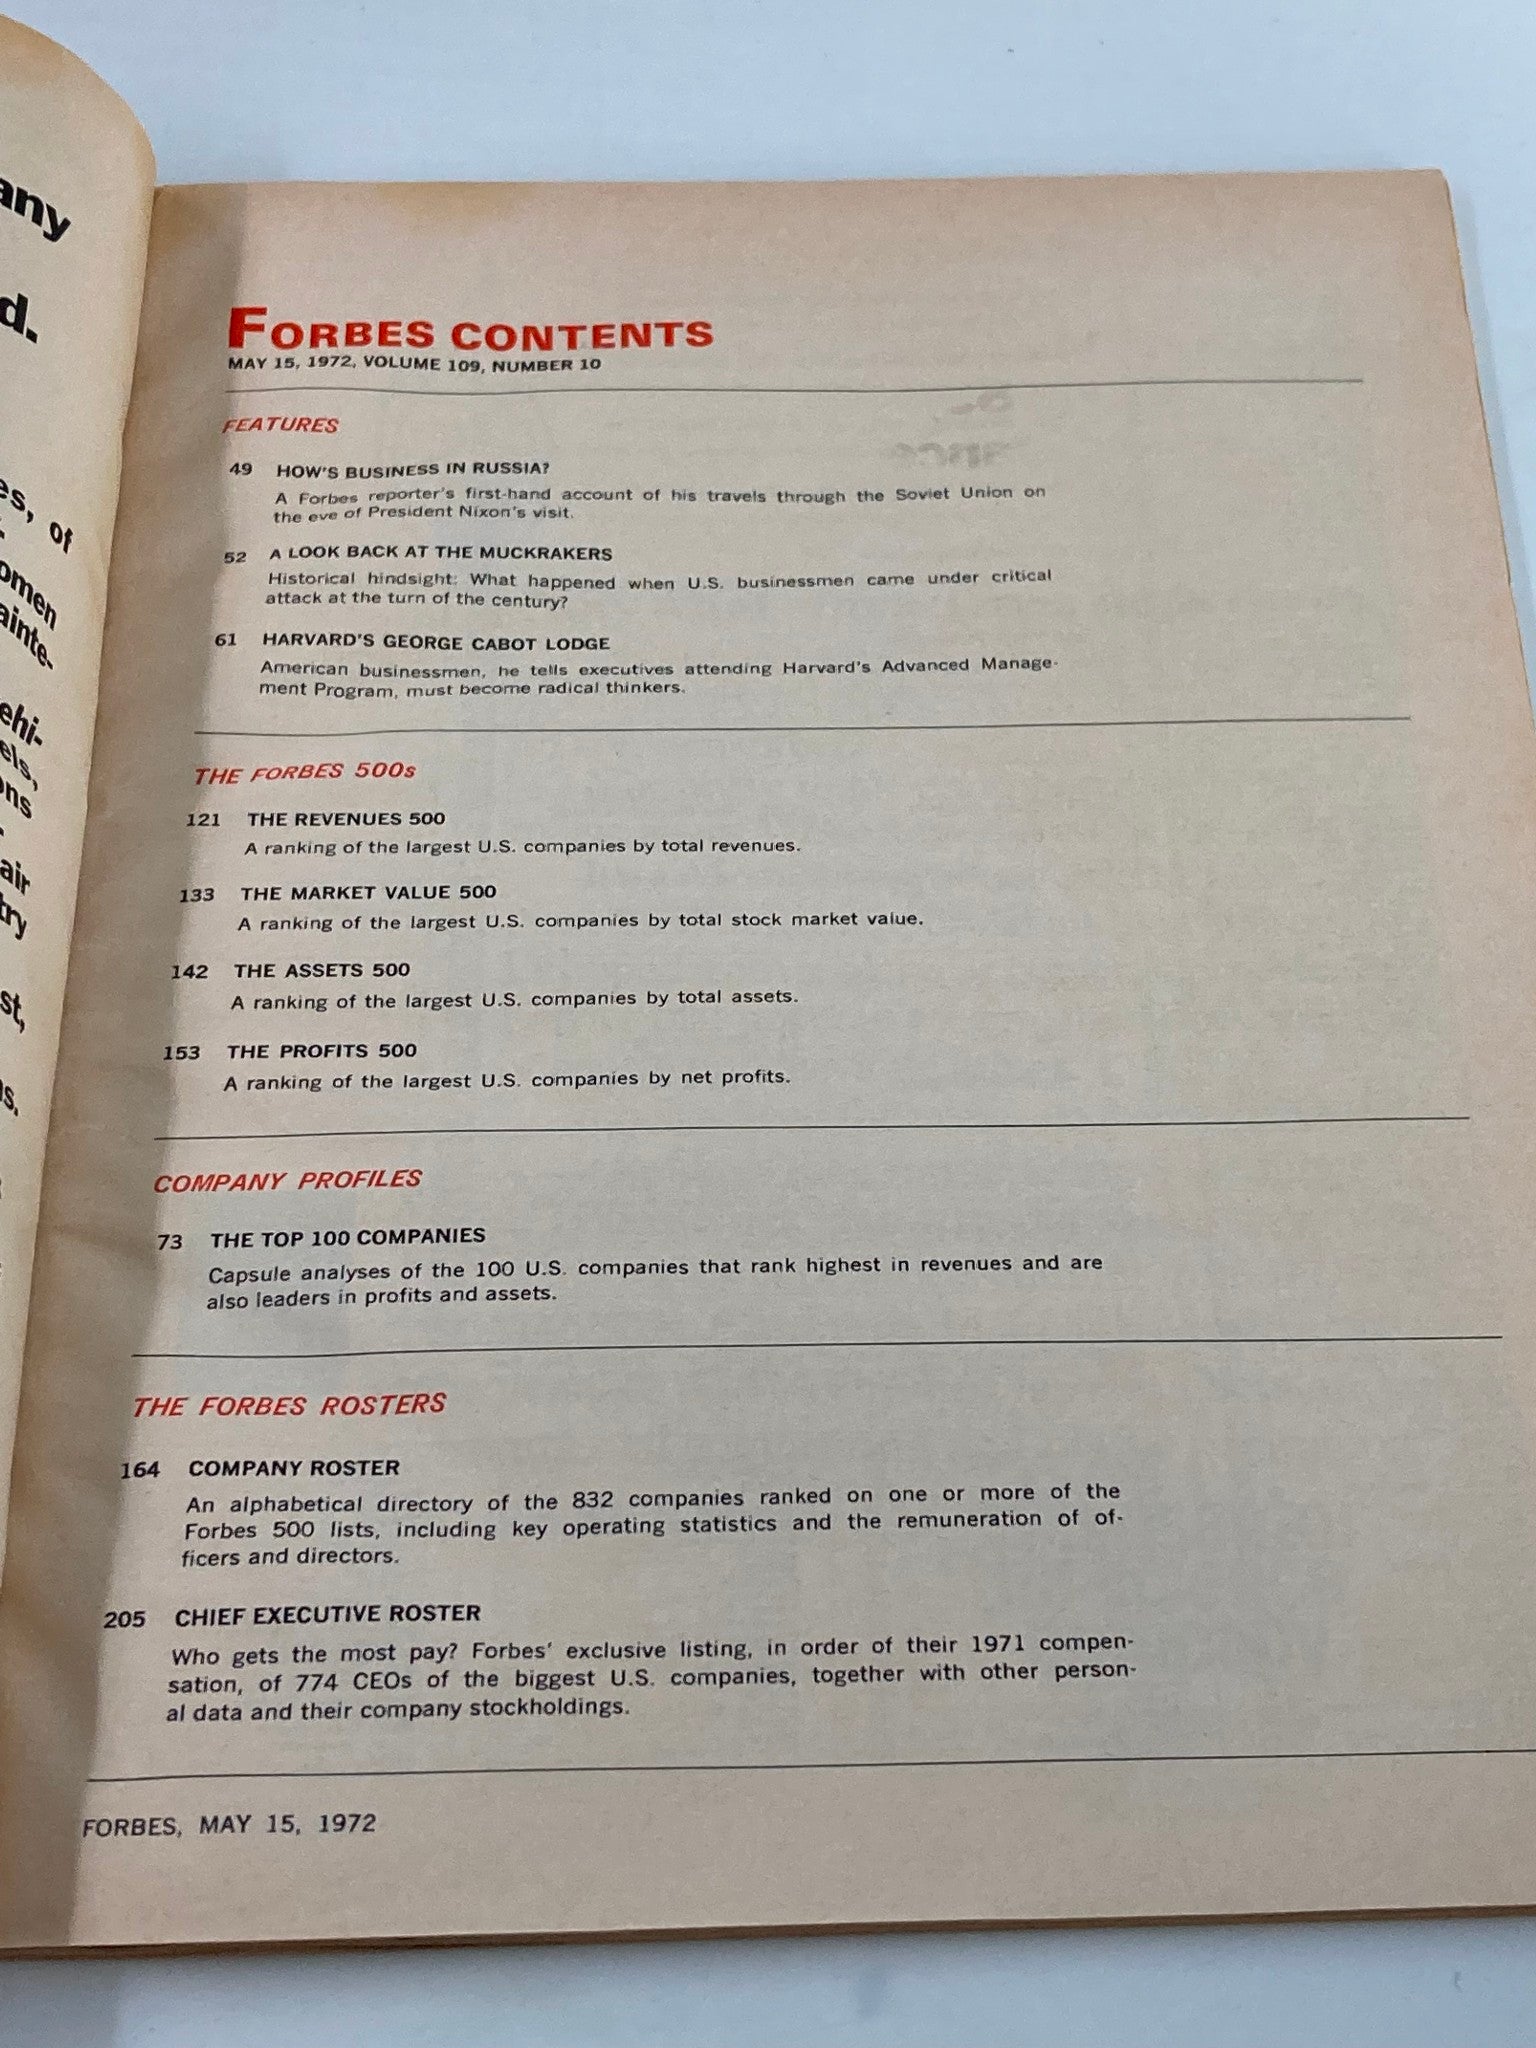 any
d.
es, of
omen
ainte-
ehi-
els,
ons
air
try
st,
s.
FORBES CONTENTS
MAY 15, 1972, VOLUME 109, NUMBER 10
FEATURES
49 HOW'S BUSINESS IN RUSSIA?
A Forbes reporter's first-hand account of his travels through the Soviet Union on
the eve of President Nixon's visit.
52 A LOOK BACK AT THE MUCKRAKERS
Historical hindsight: What happened when U.S. businessmen came under critical
attack at the turn of the century?
61 HARVARD'S GEORGE CABOT LODGE
American businessmen, he tells executives attending Harvard's Advanced Manage-
ment Program, must become radical thinkers.
THE FORBES 500s
121 THE REVENUES 500
A ranking of the largest U.S. companies by total revenues.
133 THE MARKET VALUE 500
A ranking of the largest U.S. companies by total stock market value.
142 THE ASSETS 500
A ranking of the largest U.S. companies by total assets.
153 THE PROFITS 500
A ranking of the largest U.S. companies by net profits.
COMPANY PROFILES
73 THE TOP 100 COMPANIES
Capsule analyses of the 100 U.S. companies that rank highest in revenues and are
also leaders in profits and assets.
THE FORBES ROSTERS
164 COMPANY ROSTER
An alphabetical directory of the 832 companies ranked on one or more of the
Forbes 500 lists, including key operating statistics and the remuneration of of-
ficers and directors.
205 CHIEF EXECUTIVE ROSTER
Who gets the most pay? Forbes' exclusive listing, in order of their 1971 compen-
sation, of 774 CEOs of the biggest U.S. companies, together with other person-
al data and their company stockholdings.
FORBES, MAY 15, 1972